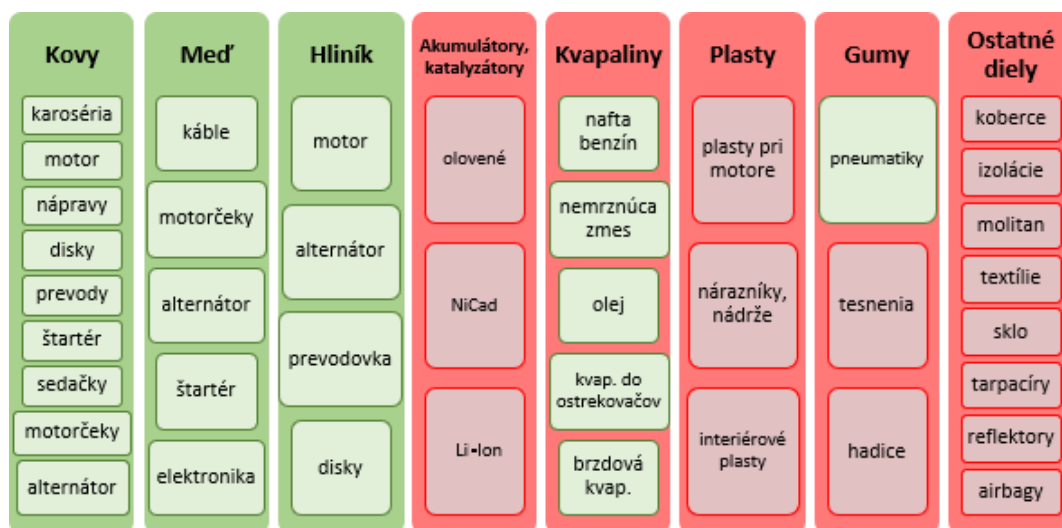 Kovy
karoséria
motor
nápravy
disky
prevody
štartér
sedačky
motorčeky
alternátor
Meď
káble
motorčeky
alternátor
štartér
elektronika
Hliník
motor
alternátor
prevodovka
disky
Akumulátory,
katalyzátory
olovené
NiCad
Li-Ion
Kvapaliny
nafta
benzín
nemrznúca
zmes
olej
kvap. do
ostrekovačov
brzdová
kvap.
Plasty
plasty pri
motore
nárazníky,
nádrže
interiérové
plasty
Gumy
pneumatiky
tesnenia
hadice
Ostatné
diely
koberce
izolácie
molitan
textílie
sklo
tarpacíry
reflektory
airbagy